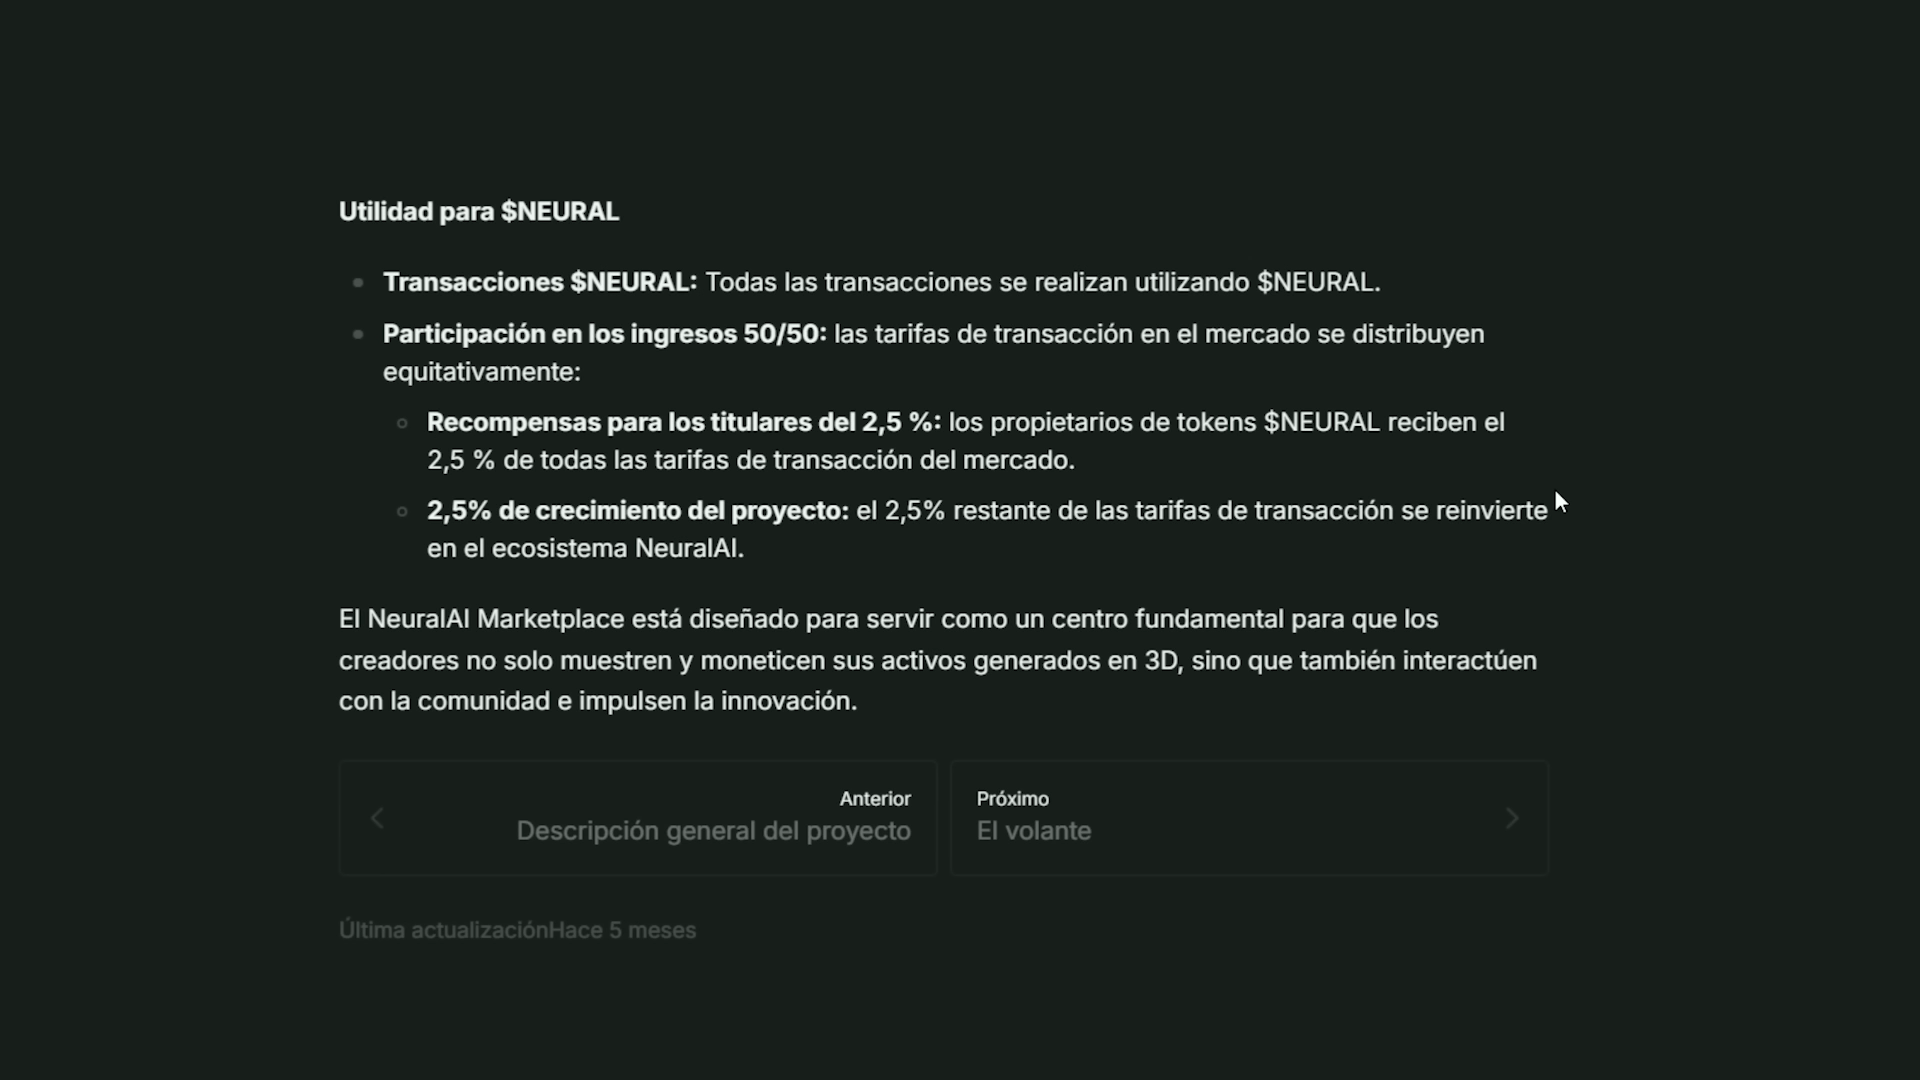 Utilidad para $NEURAL
Transacciones $NEURAL: Todas las transacciones se realizan utilizando $NEURAL.
Participación en los ingresos 50/50: las tarifas de transacción en el mercado se distribuyen
equitativamente:
Recompensas para los titulares del 2,5 %: los propietarios de tokens $NEURAL reciben el
2,5 % de todas las tarifas de transacción del mercado.
2,5% de crecimiento del proyecto: el 2,5% restante de las tarifas de transacción se reinvierte
en el ecosistema NeuralAI.
El NeuralAI Marketplace está diseñado para servir como un centro fundamental para que los
creadores no solo muestren y moneticen sus activos generados en 3D, sino que también interactúen
con la comunidad e impulsen la innovación.
Anterior
Descripción general del proyecto
Próximo
El volante
Última actualizaciónHace 5 meses